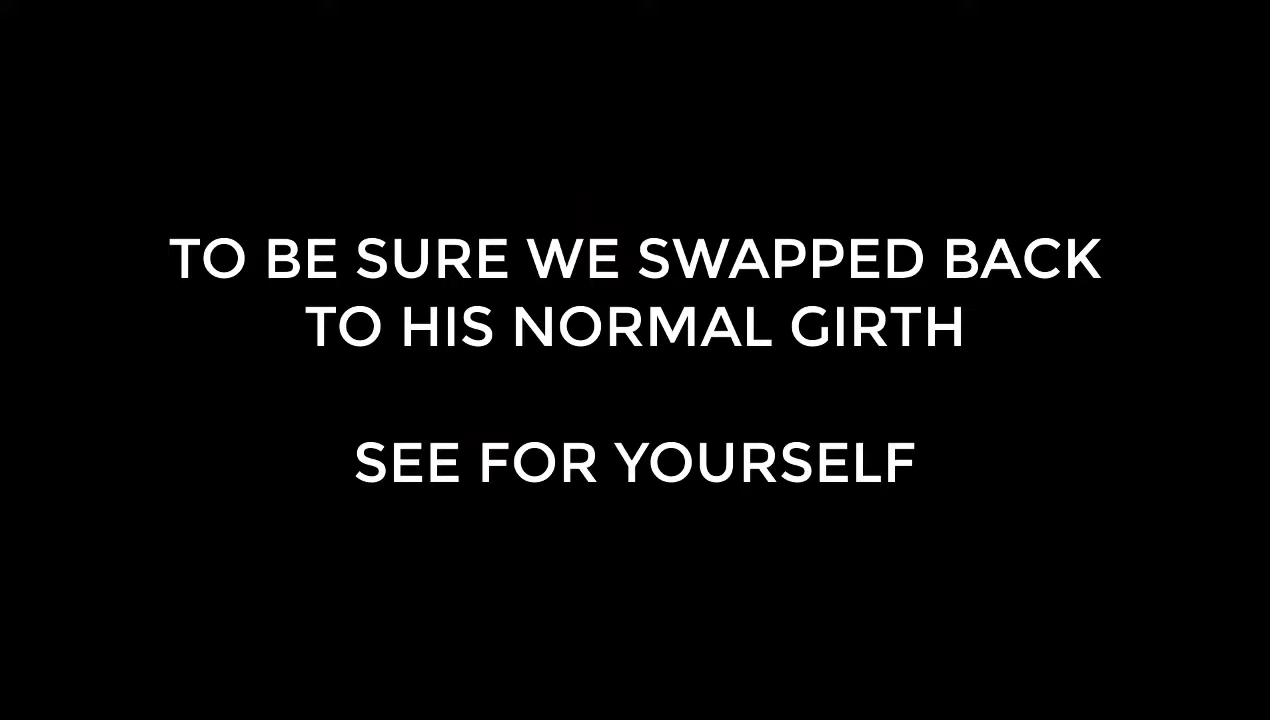 TO BE SURE WE SWAPPED BACK
TO HIS NORMAL GIRTH
SEE FOR YOURSELF